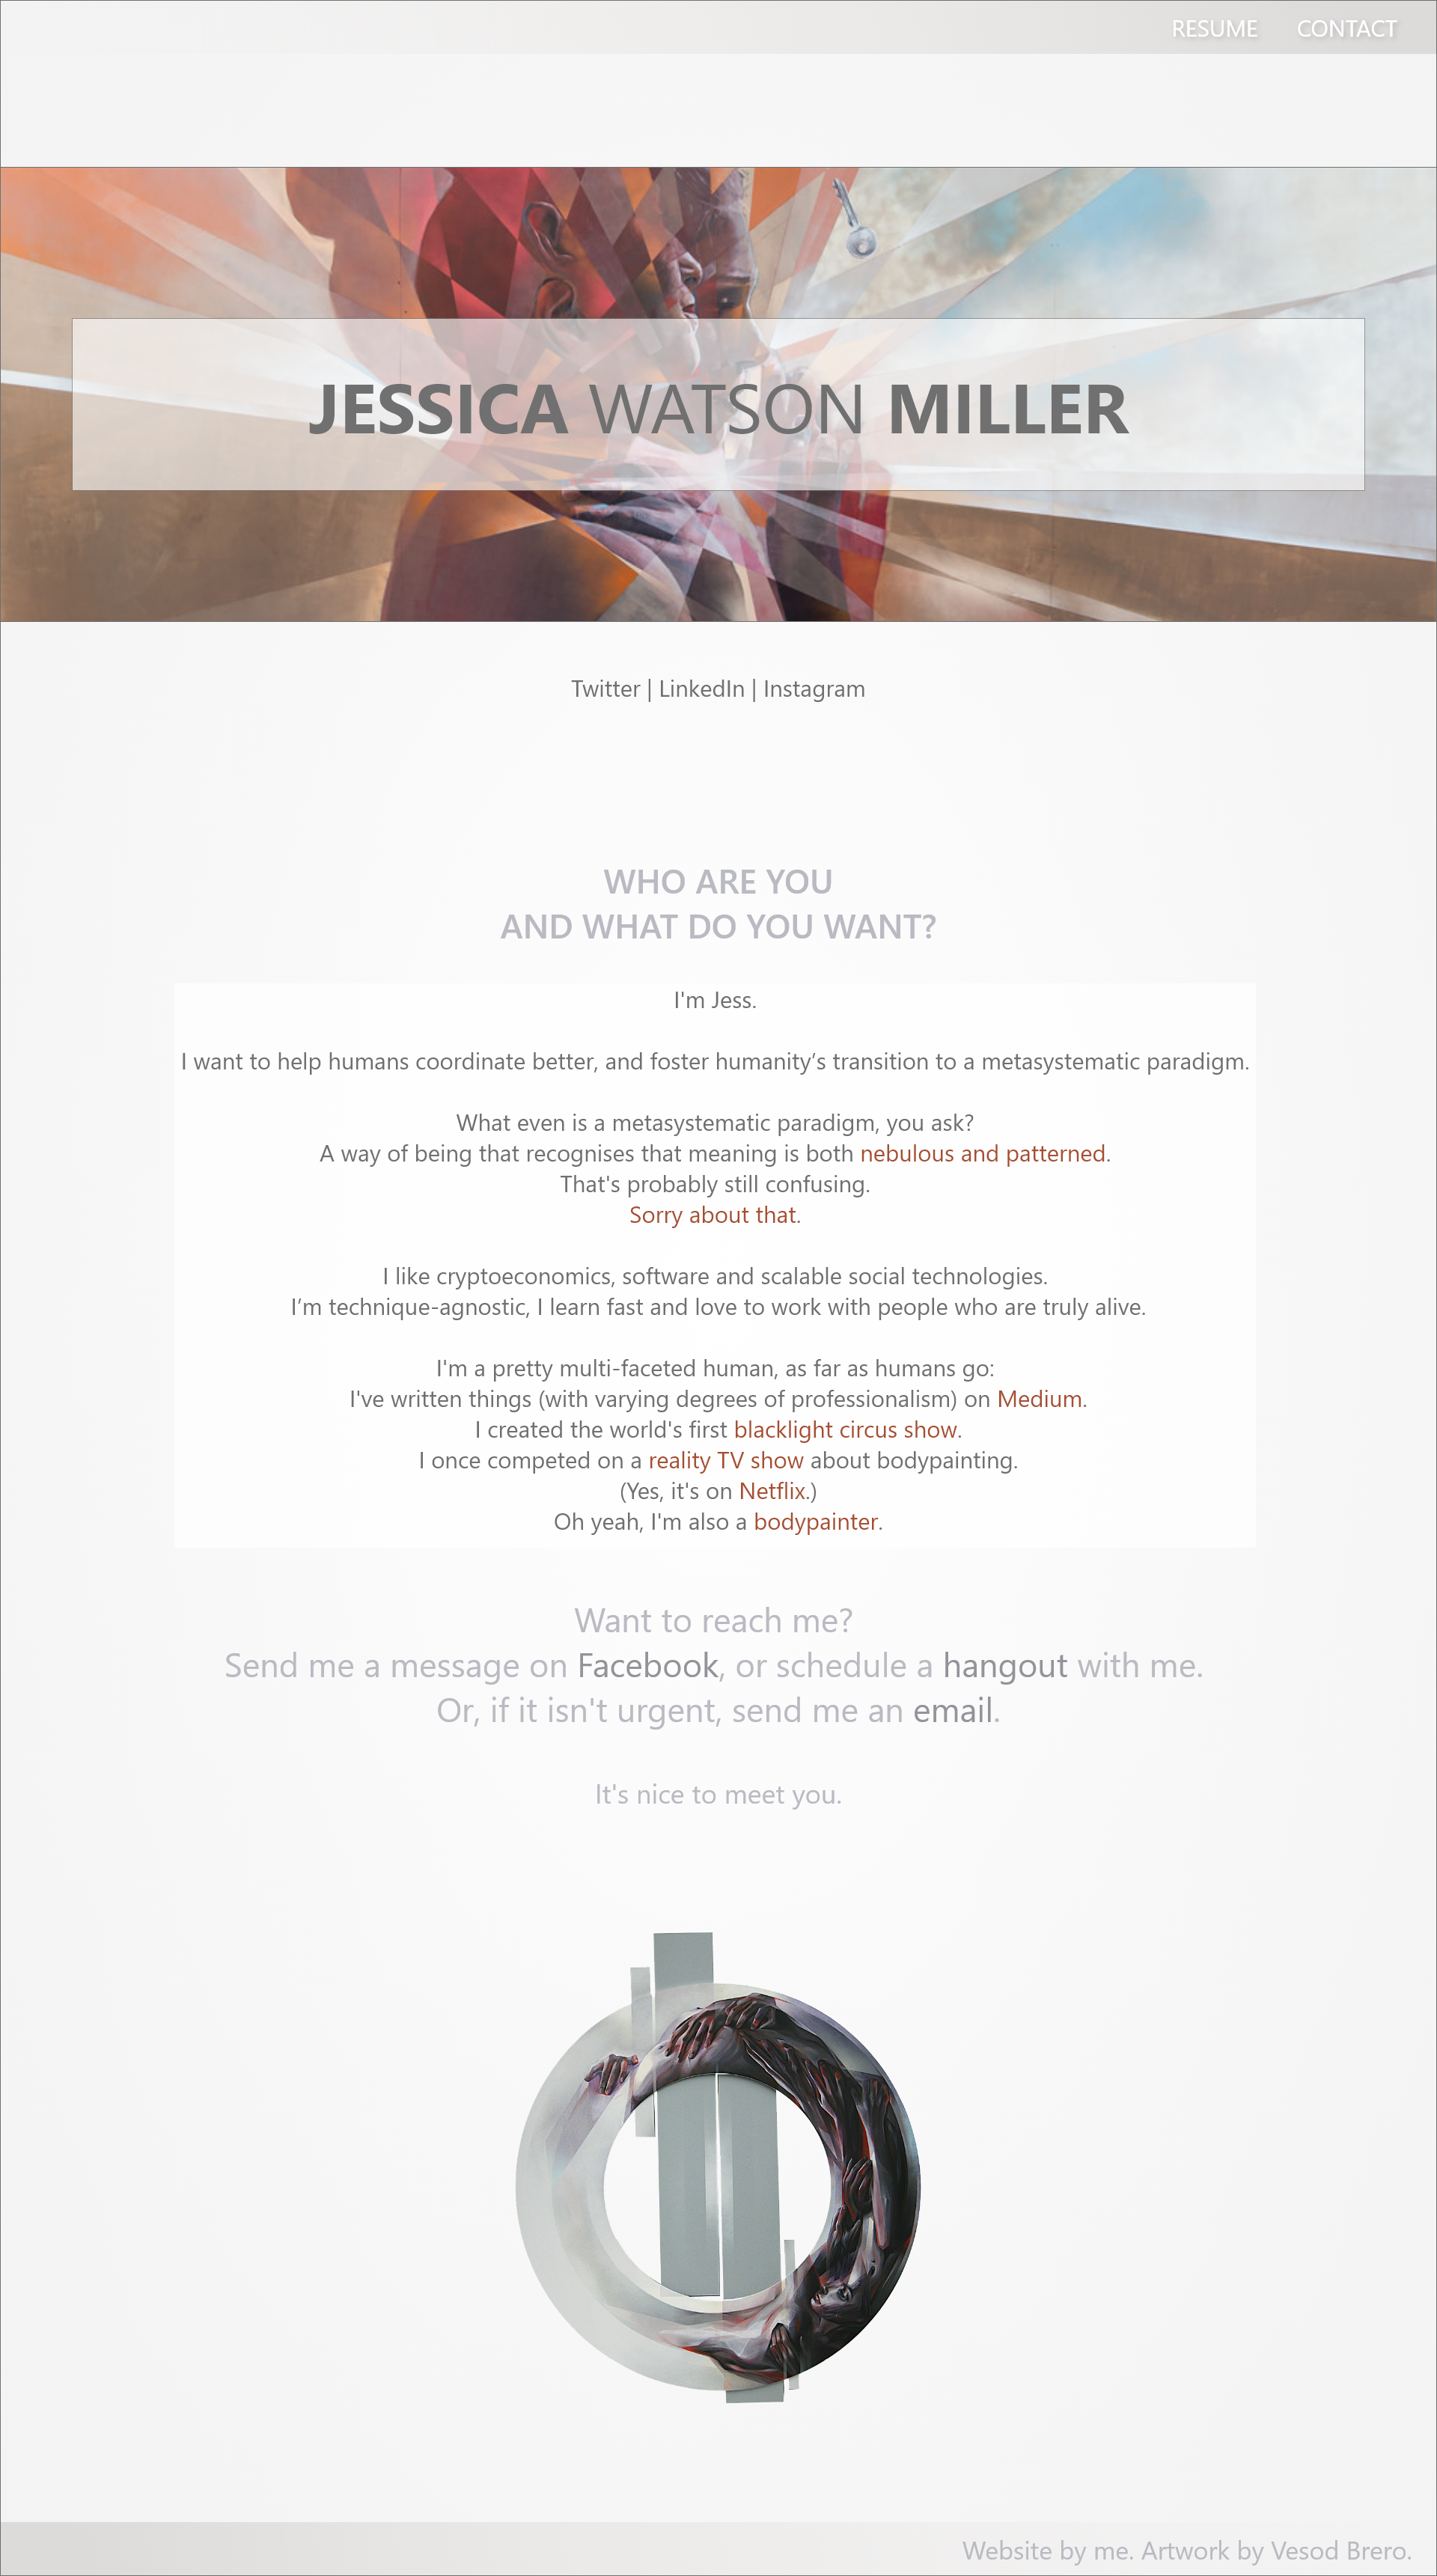 RESUME CONTACT
JESSICA WATSON MILLER
Twitter | LinkedIn | Instagram
WHO ARE YOU
AND WHAT DO YOU WANT?
I'm Jess.
I want to help humans coordinate better, and foster humanity’s transition to a metasystematic paradigm.
What even is a metasystematic paradigm, you ask?
A way of being that recognises that meaning is both nebulous and patterned.
That's probably still confusing.
Sorry about that.
I like cryptoeconomics, software and scalable social technologies.
I’m technique-agnostic, I learn fast and love to work with people who are truly alive.
I'm a pretty multi-faceted human, as far as humans go:
I've written things (with varying degrees of professionalism) on Medium.
I created the world's first blacklight circus show.
I once competed on a reality TV show about bodypainting.
(Yes, it's on Netflix.)
Oh yeah, I'm also a bodypainter.
Want to reach me?
Send me a message on Facebook, or schedule a hangout with me.
Or, if it isn't urgent, send me an email.
It's nice to meet you.
Website by me. Artwork by Vesod Brero.